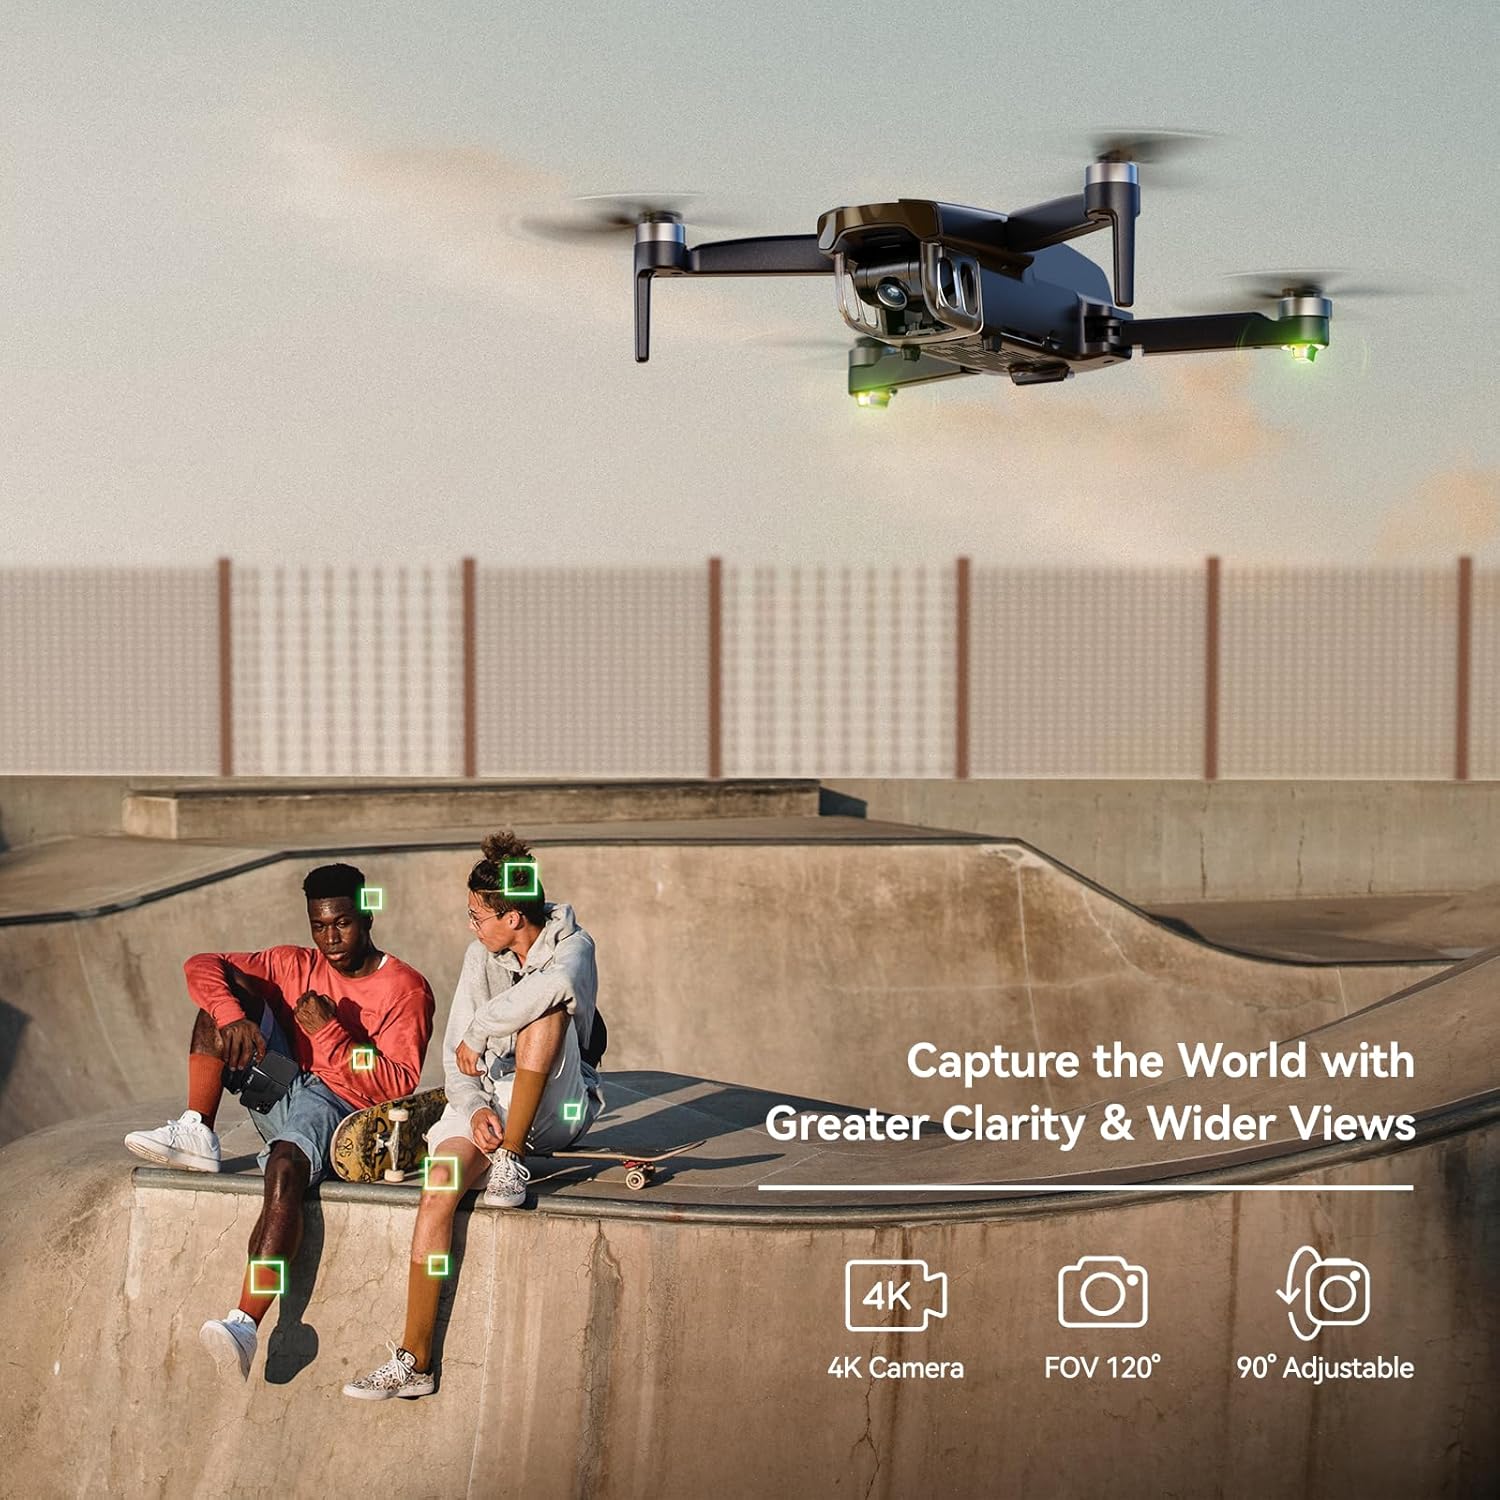 Capture the World with
Greater Clarity & Wider Views
4K
4K Camera
FOV 120°
90° Adjustable